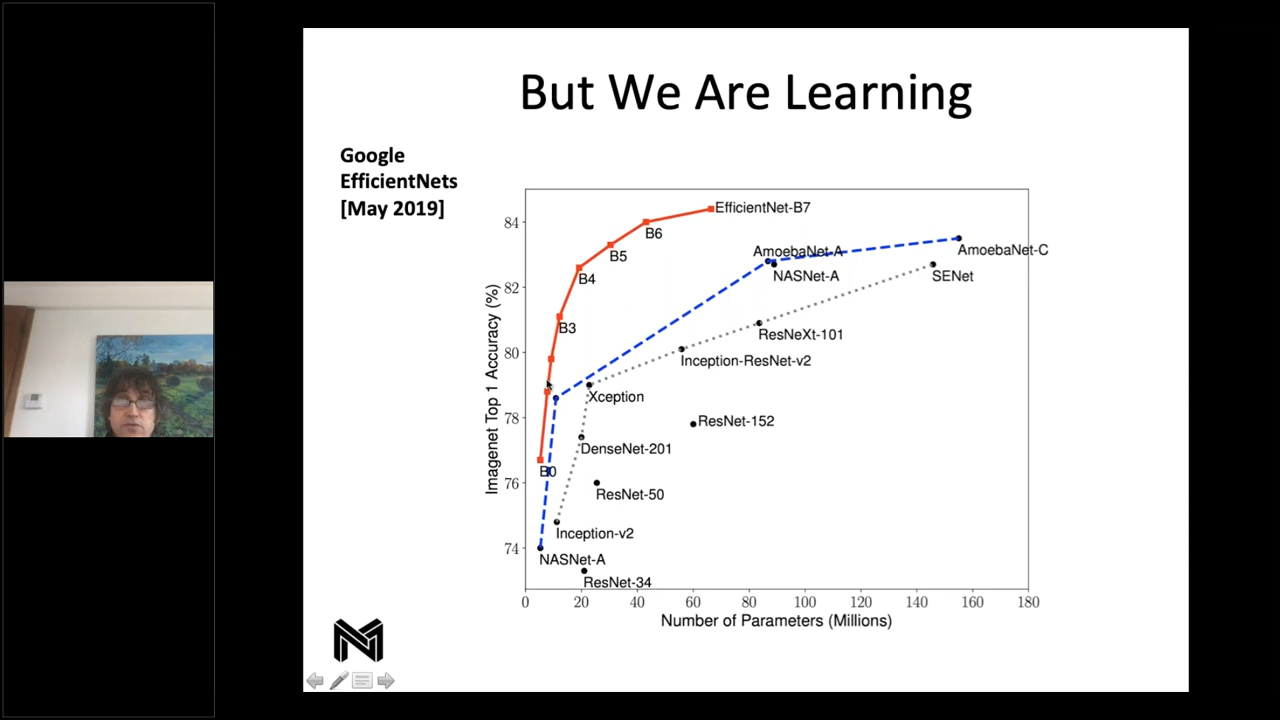 But We Are Learning
Google
EfficientNets
[May 2019]
EfficientNet-B7
84
B6
AmoebaNet-A
AmoebaNet-C
B5
B4
NASNet-A
SENet
82
B3
ResNeXt-101
80
Inception-ResNet-v2
Xception
78
ResNet-152
DenseNet-201
B0
76
ResNet-50
Inception-v2
74
NASNet-A
ResNet-34
Imagenet Top 1 Accuracy (%)
0 20 40 60 80 100 120 140 160 180
Number of Parameters (Millions)